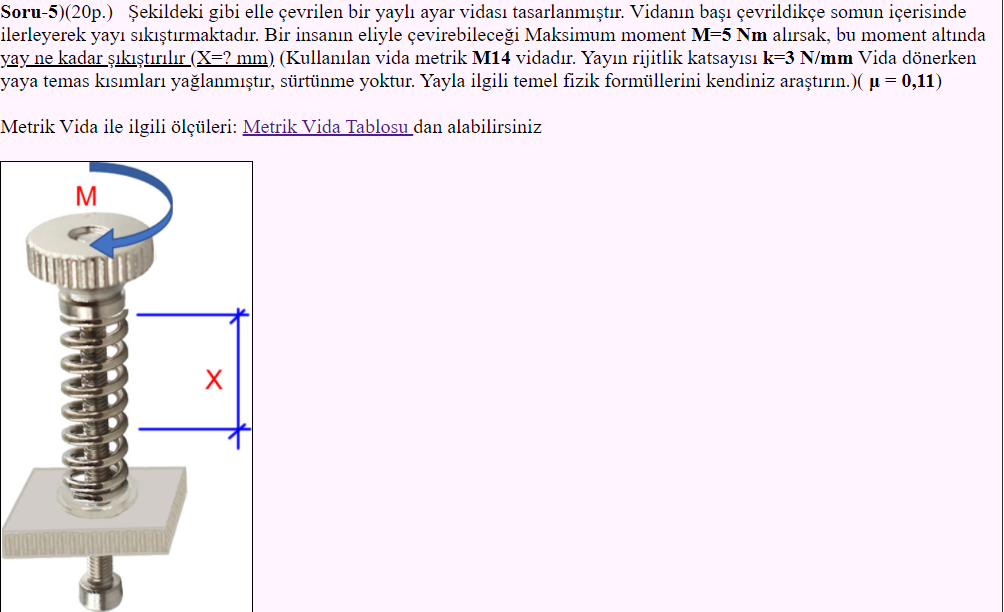 Soru-5)(20p.) Şekildeki gibi elle çevrilen bir yaylı ayar vidası tasarlanmıştır. Vidanın başı çevrildikçe somun içerisinde
ilerleyerek yayı sıkıştırmaktadır. Bir insanın eliyle çevirebileceği Maksimum moment M=5 Nm alırsak, bu moment altında
yay ne kadar şıkıştırılır (X=? mm) (Kullanılan vida metrik M14 vidadır. Yayın rijitlik katsayısı k=3 N/mm Vida dönerken
yaya temas kısımları yağlanmıştır, sürtünme yoktur. Yayla ilgili temel fizik formüllerini kendiniz araştırın.)( μ = 0,11)
Metrik Vida ile ilgili ölçüleri: Metrik Vida Tablosu dan alabilirsiniz
M
X